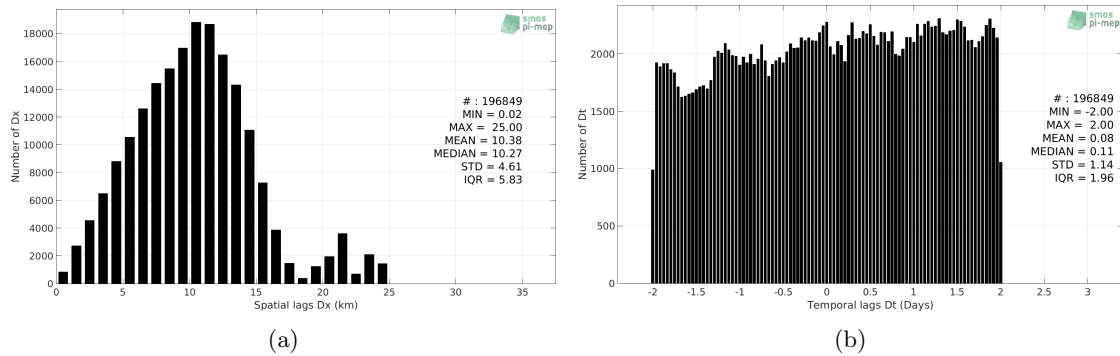 smos
pi-mep
18000
16000
14000
12000
10000
8000
6000
4000
2000
0
Number of Dx
# : 196849
MIN = 0.02
MAX = 25.00
MEAN = 10.38
MEDIAN = 10.27
STD = 4.61
IQR = 5.83
0 5 10 15 20 25 30 35
Spatial lags Dx (km)
(a)
smos
pi-mep
2000
1500
1000
500
0
Number of Dt
# : 196849
MIN = -2.00
MAX = 2.00
MEAN = 0.08
MEDIAN = 0.11
STD = 1.14
IQR = 1.96
-2 -1.5 -1 -0.5 0 0.5 1 1.5 2 2.5 3
Temporal lags Dt (Days)
(b)